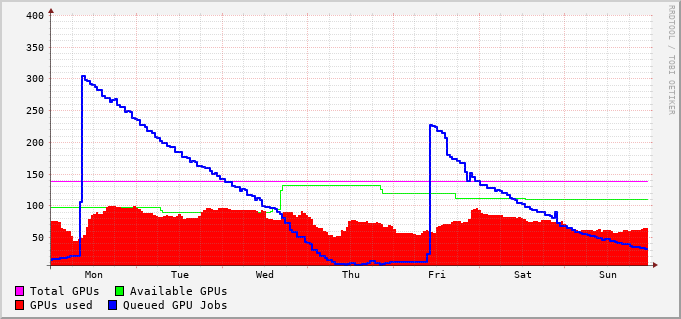 400
350
300
250
200
150
100
50
Mon Tue Wed Thu Fri Sat Sun
Total GPUs Available GPUs
GPUs used Queued GPU Jobs
RRDTOOL / TOBI OETIKER